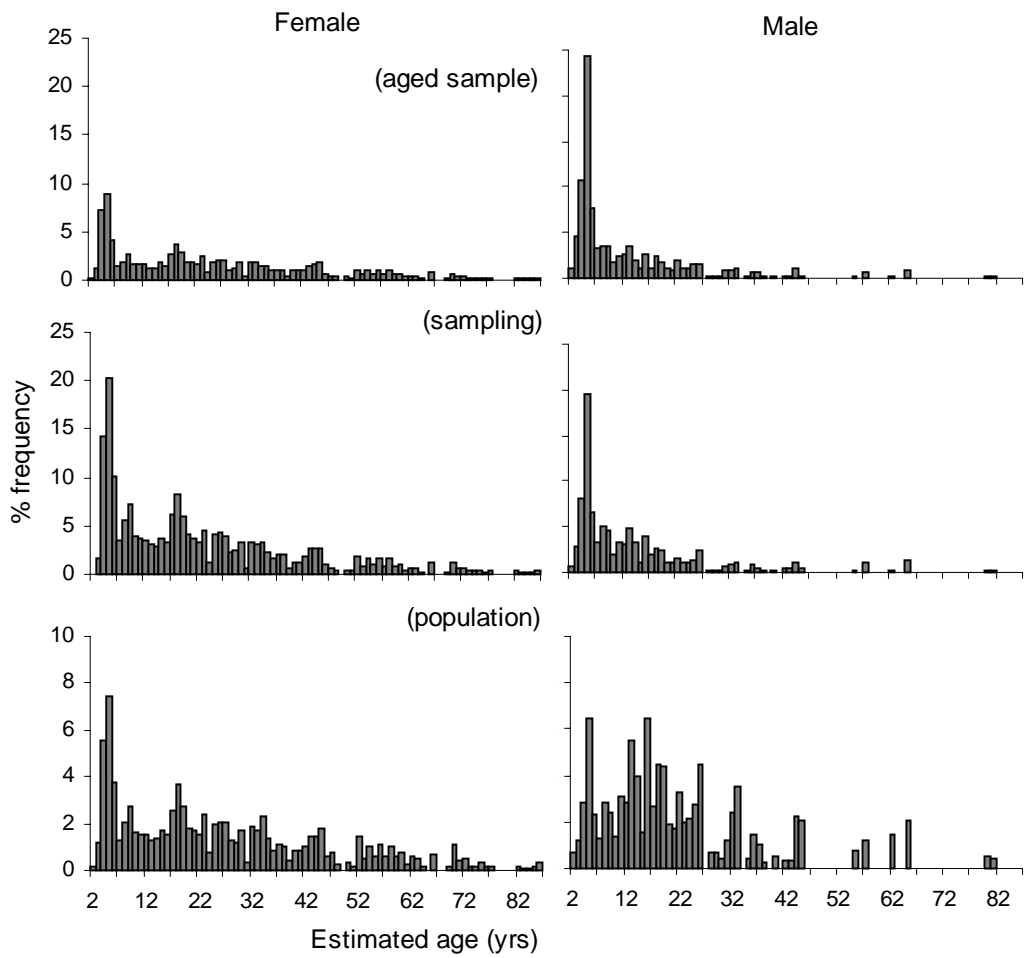 Female
Male
(aged sample)
25
20
15
10
5
0
(sampling)
25
20
15
10
5
0
% frequency
(population)
10
8
6
4
2
0
2 12 22 32 42 52 62 72 82
2 12 22 32 42 52 62 72 82
Estimated age (yrs)